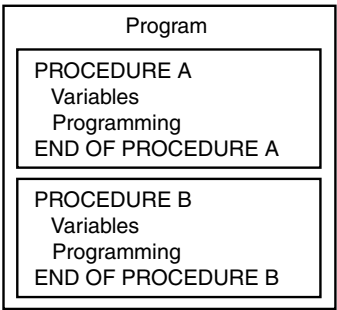 Program
PROCEDURE A
Variables
Programming
END OF PROCEDURE A
PROCEDURE B
Variables
Programming
END OF PROCEDURE B